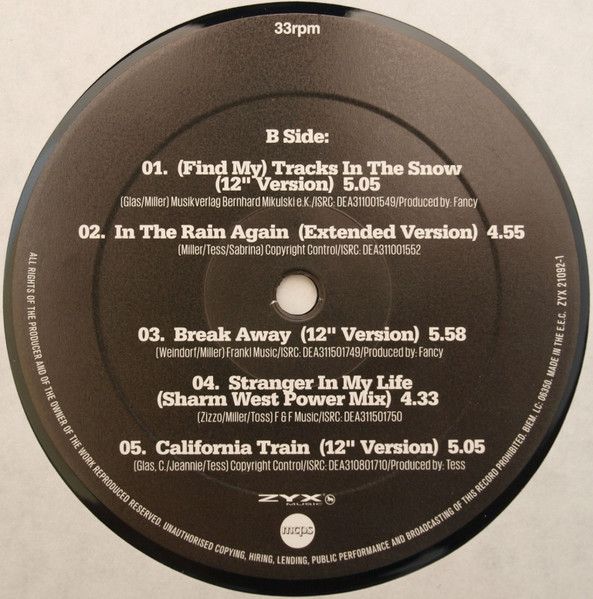 33rpm
B Side:
01. (Find My) Tracks In The Snow
(12" Version) 5.05
(Glas/Miller) Musikverlag Bernhard Mikulski e.K./ISRC: DEA311001549/Produced by: Fancy
02. In The Rain Again (Extended Version) 4.55
(Miller/Tess/Sabrina) Copyright Control/ISRC: DEA311001552
03. Break Away (12" Version) 5.58
(Weindorf/Miller) Frankl Music/ISRC: DEA311501749/Produced by: Fancy
04. Stranger In My Life
(Sharm West Power Mix) 4.33
(Zizzo/Miller/Toss) F & F Music/ISRC: DEA311501750
05. California Train (12" Version) 5.05
(Glas, C./Jeannie/Tess) Copyright Control/ISRC: DEA310801710/Produced by: Tess
ZYX
MUSIC
mcps
ALL RIGHTS OF THE PRODUCER AND OF THE OWNER OF THE WORK REPRODUCED RESERVED. UNAUTHORISED COPYING, HIRING, LENDING, PUBLIC PERFORMANCE AND BROADCASTING OF THIS RECORD PROHIBITED. BIEM. LC: 06350. MADE IN THE E.E.C. ZYX 21092-1